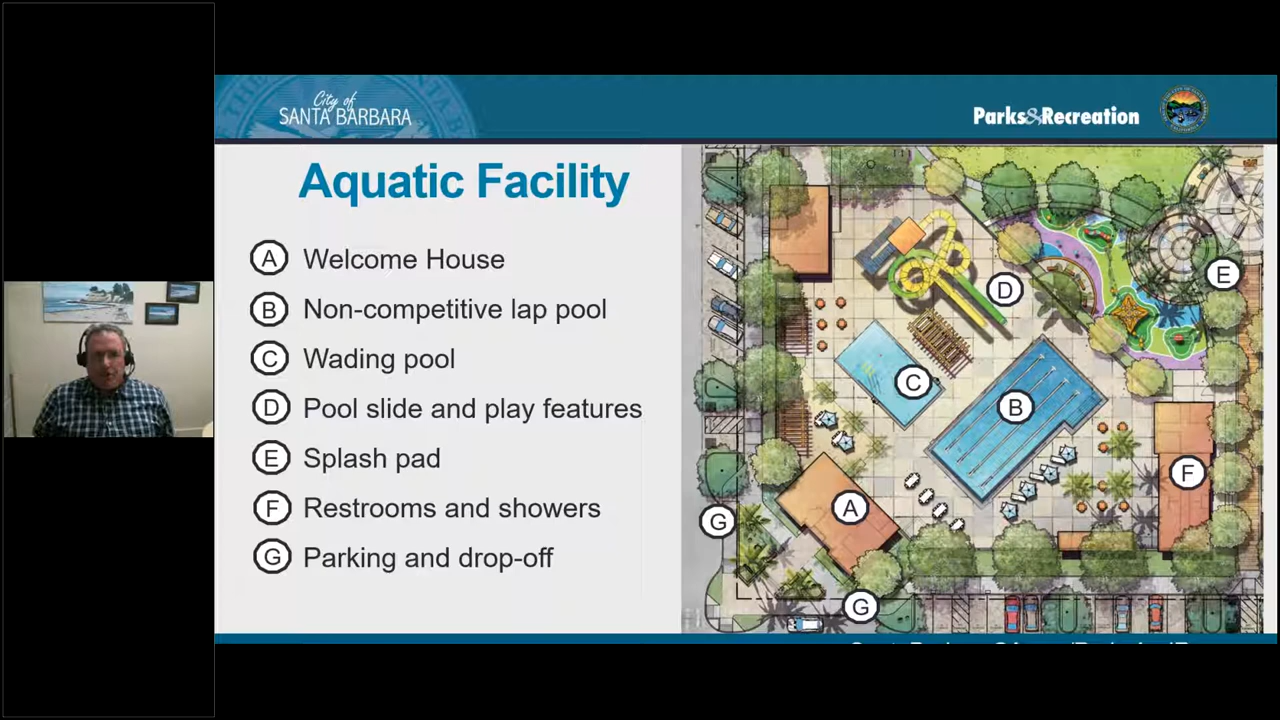 City of
SANTA BARBARA
Parks&Recreation
Aquatic Facility
A Welcome House
B Non-competitive lap pool
C Wading pool
D Pool slide and play features
E Splash pad
F Restrooms and showers
G Parking and drop-off
D
E
C
B
F
A
G
G